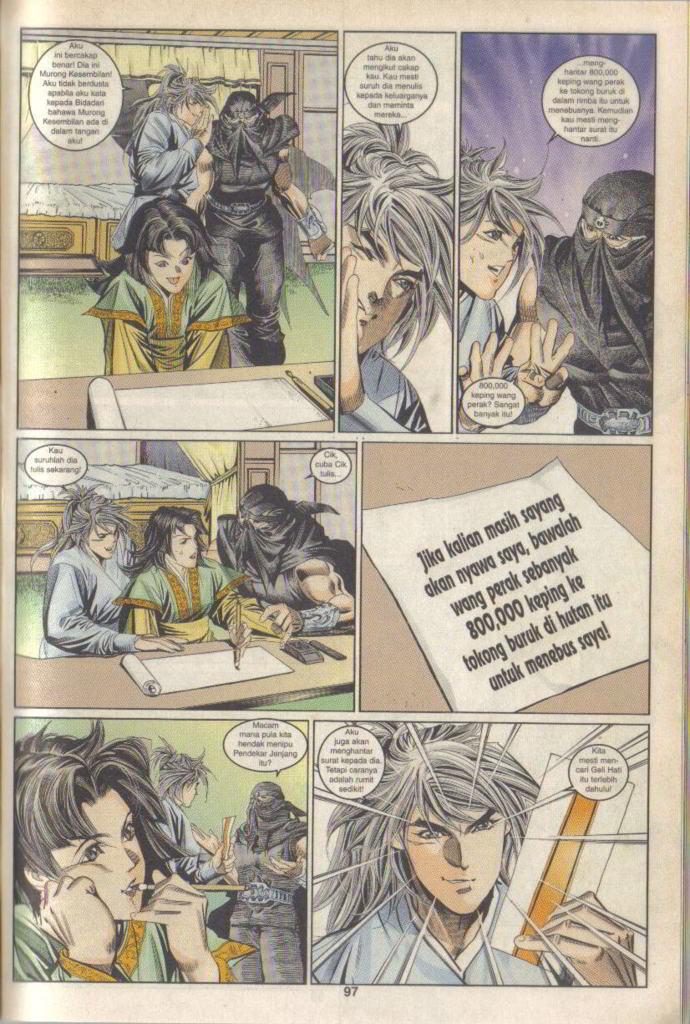 Aku
ini bercakap
benar! Dia ini
Murong Kesembilan!
Aku tidak berdusta
apabila aku kata
kepada Bidadari
bahawa Murong
Kesembilan ada di
dalam tangan
aku!
Aku
tahu dia akan
mengikut cakap
kau. Kau mesti
suruh dia menulis
kepada keluarganya
dan meminta
mereka...
...meng-
hantar 800,000
keping wang perak
ke tokong buruk di
dalam rimba itu untuk
menebusnya. Kemudian
kau mesti meng-
hantar surat itu
nanti.
800,000
keping wang
perak? Sangat
banyak itu!
Kau
suruhlah dia
tulis sekarang!
Cik,
cuba Cik
tulis...
Jika kalian masih sayang
akan nyawa saya, bawalah
wang perak sebanyak
800,000 keping ke
tokong buruk di hutan itu
untuk menebus saya!
Macam
mana pula kita
hendak menipu
Pendekar Jenjang
itu?
Aku
juga akan
menghantar
surat kepada dia.
Tetapi caranya
adalah rumit
sedikit!
Kita
mesti men-
cari Geli Hati
itu terlebih
dahulu!
97